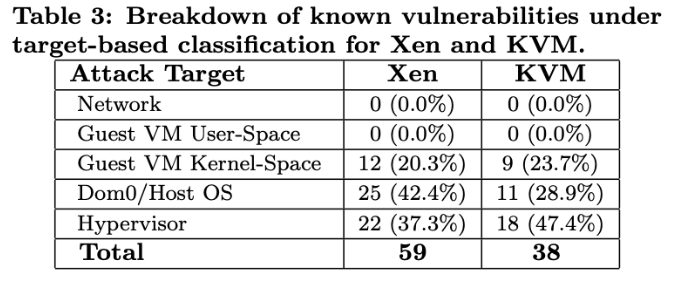 Table 3: Breakdown of known vulnerabilities under
target-based classification for Xen and KVM.
Attack Target Xen KVM
Network 0 (0.0%) 0 (0.0%)
Guest VM User-Space 0 (0.0%) 0 (0.0%)
Guest VM Kernel-Space 12 (20.3%) 9 (23.7%)
Dom0/Host OS 25 (42.4%) 11 (28.9%)
Hypervisor 22 (37.3%) 18 (47.4%)
Total 59 38